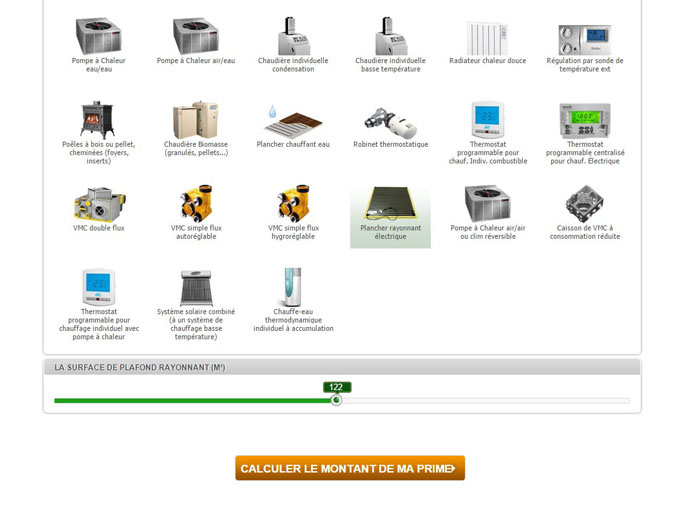 Pompe à Chaleur eau/eau
Pompe à Chaleur air/eau
Chaudière individuelle condensation
Chaudière individuelle basse température
Radiateur chaleur douce
Régulation par sonde de température ext
Poêles à bois ou pellet, cheminées (foyers, inserts)
Chaudière Biomasse (granulés, pellets...)
Plancher chauffant eau
Robinet thermostatique
Thermostat programmable pour chauf. Indiv. combustible
Thermostat programmable centralisé pour chauf. Électrique
VMC double flux
VMC simple flux autoréglable
VMC simple flux hygroréglable
Plancher rayonnant électrique
Pompe à Chaleur air/air ou clim réversible
Caisson de VMC à consommation réduite
Thermostat programmable pour chauffage individuel avec pompe à chaleur
Système solaire combiné (à un système de chauffage basse température)
Chauffe-eau thermodynamique individuel à accumulation
LA SURFACE DE PLAFOND RAYONNANT (M²)
122
CALCULER LE MONTANT DE MA PRIME